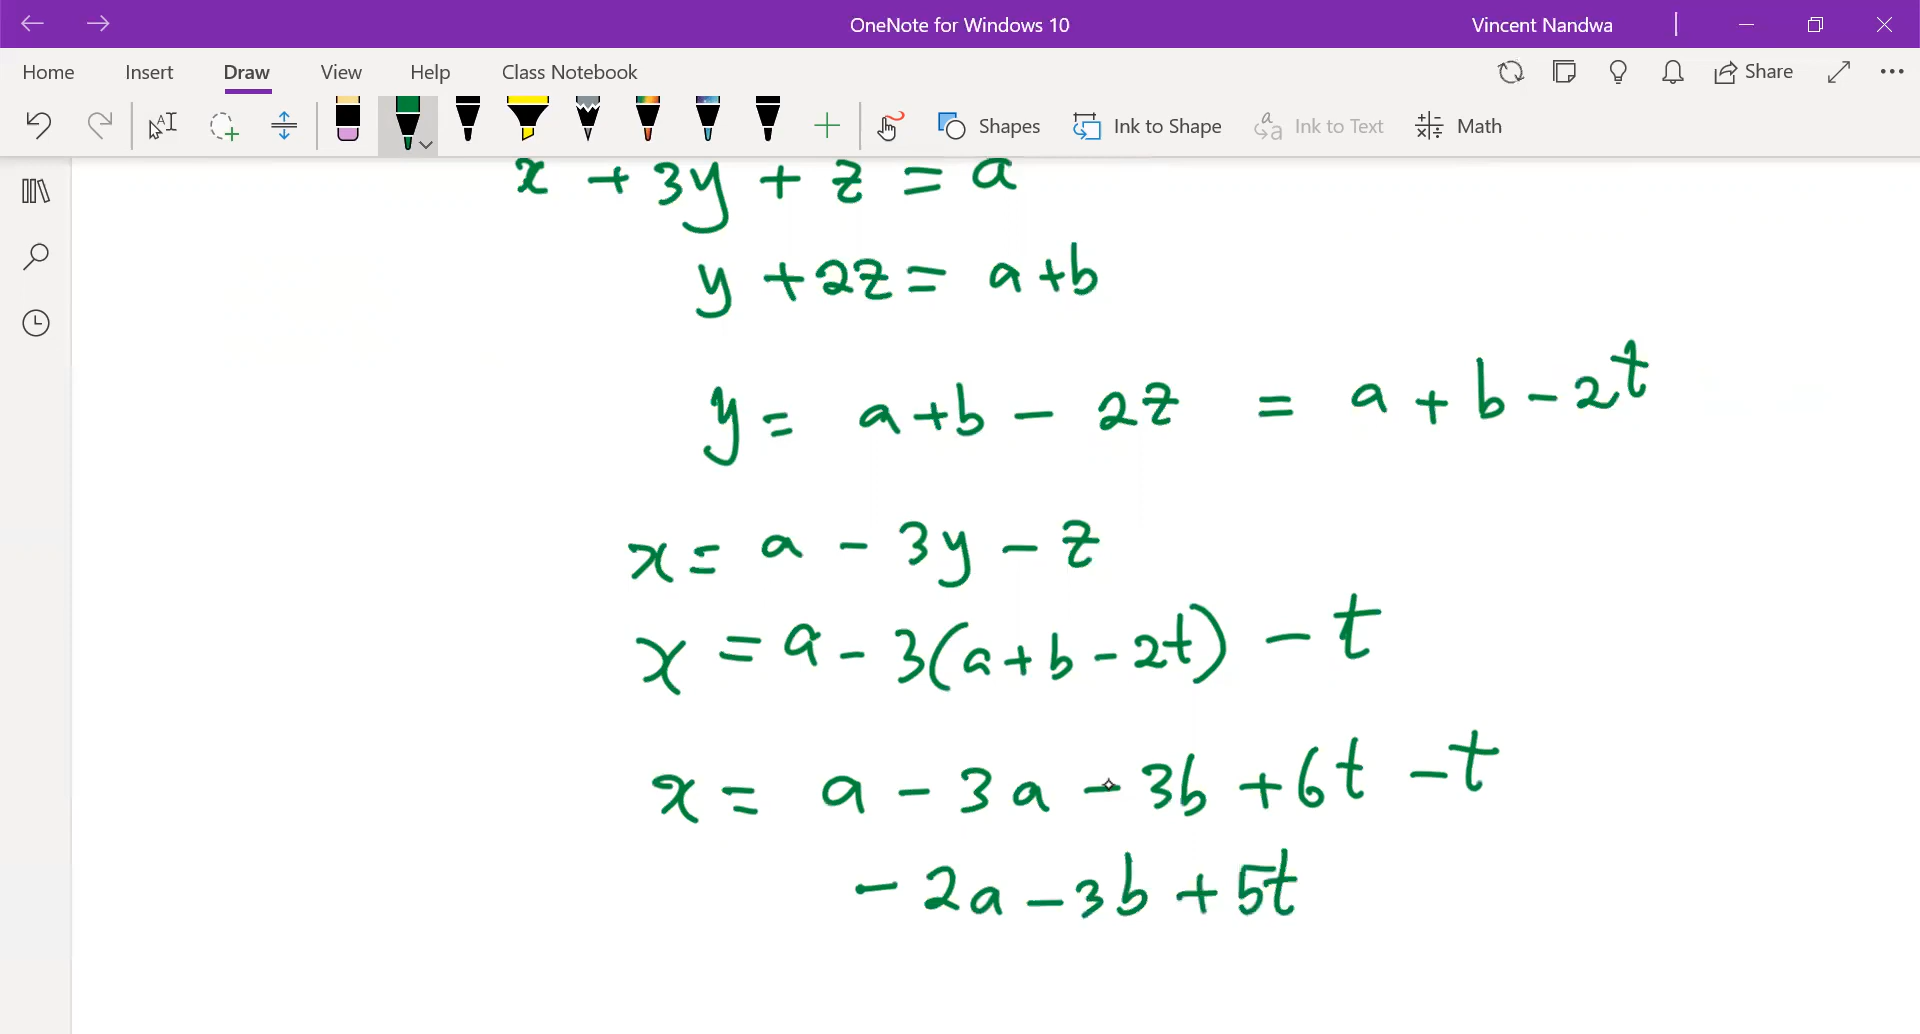 OneNote for Windows 10
Vincent Nandwa
Home Insert Draw View Help Class Notebook Share
Shapes Ink to Shape Ink to Text Math
x + 3y + z = a
y + 2z = a + b
y = a + b - 2z = a + b - 2t
x = a - 3y - z
x = a - 3(a + b - 2t) - t
x = a - 3a - 3b + 6t - t
- 2a - 3b + 5t